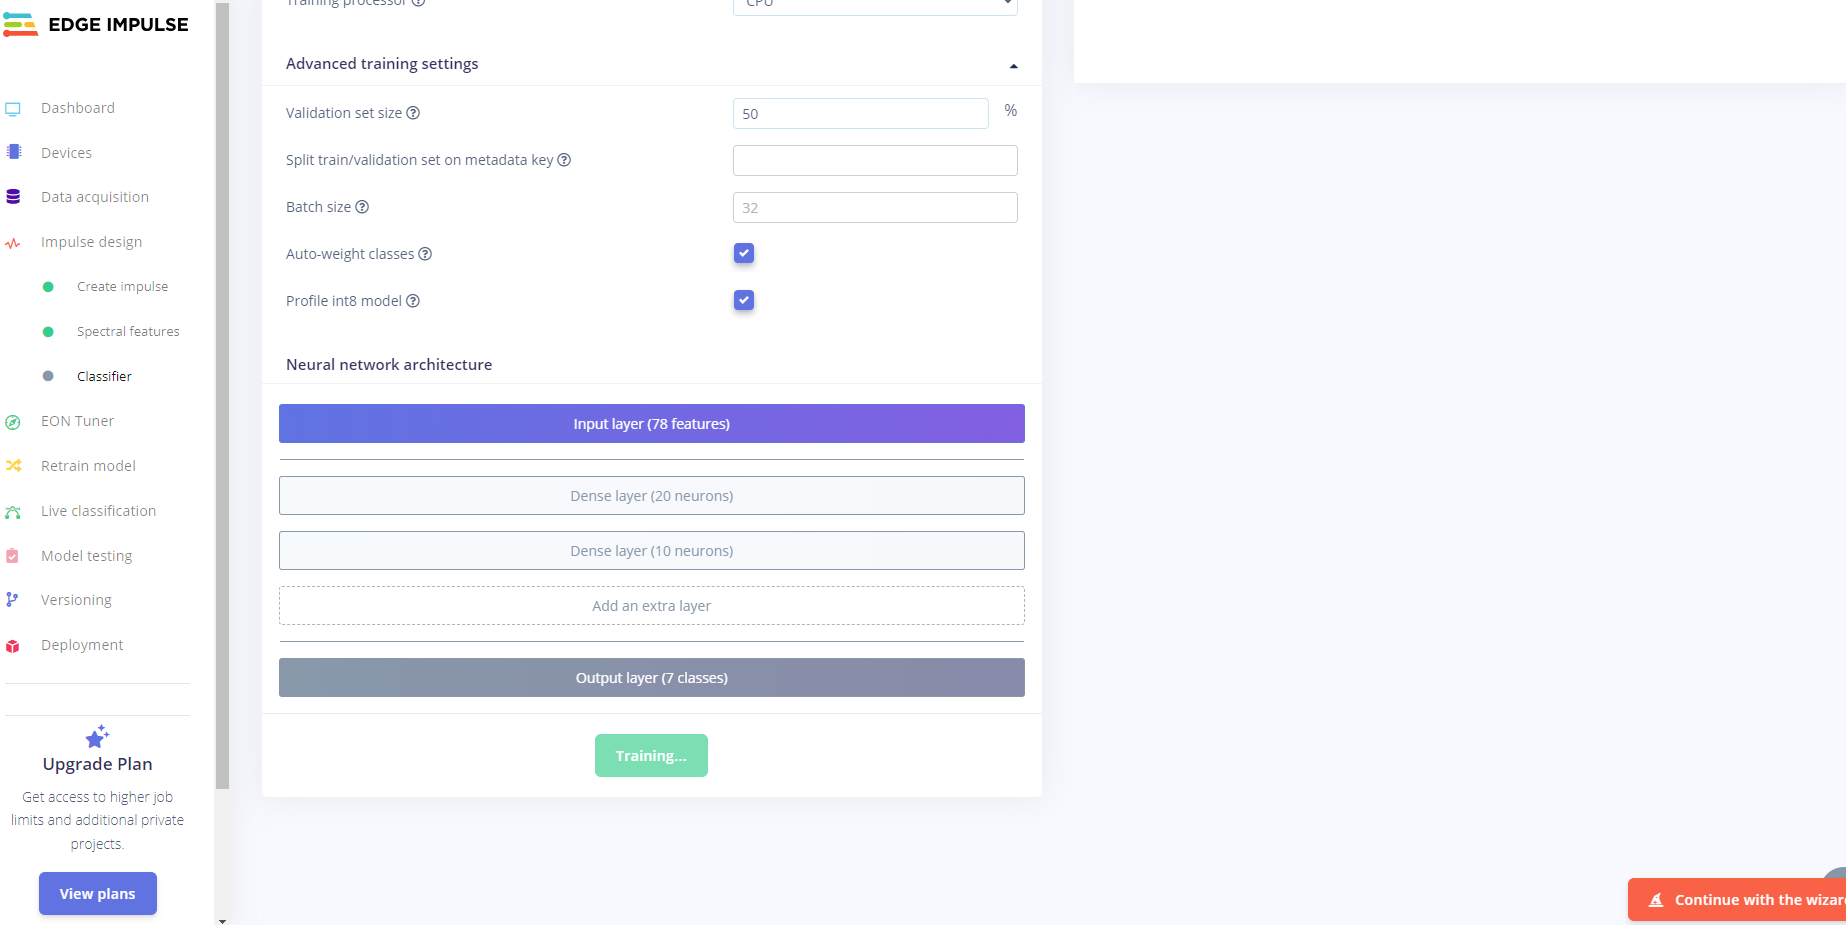 EDGE IMPULSE
Dashboard
Devices
Data acquisition
Impulse design
Create impulse
Spectral features
Classifier
EON Tuner
Retrain model
Live classification
Model testing
Versioning
Deployment
Upgrade Plan
Get access to higher job
limits and additional private
projects.
View plans
Training processor
CPU
Advanced training settings
Validation set size
50 %
Split train/validation set on metadata key
Batch size
32
Auto-weight classes
Profile int8 model
Neural network architecture
Input layer (78 features)
Dense layer (20 neurons)
Dense layer (10 neurons)
Add an extra layer
Output layer (7 classes)
Training...
Continue with the wizar